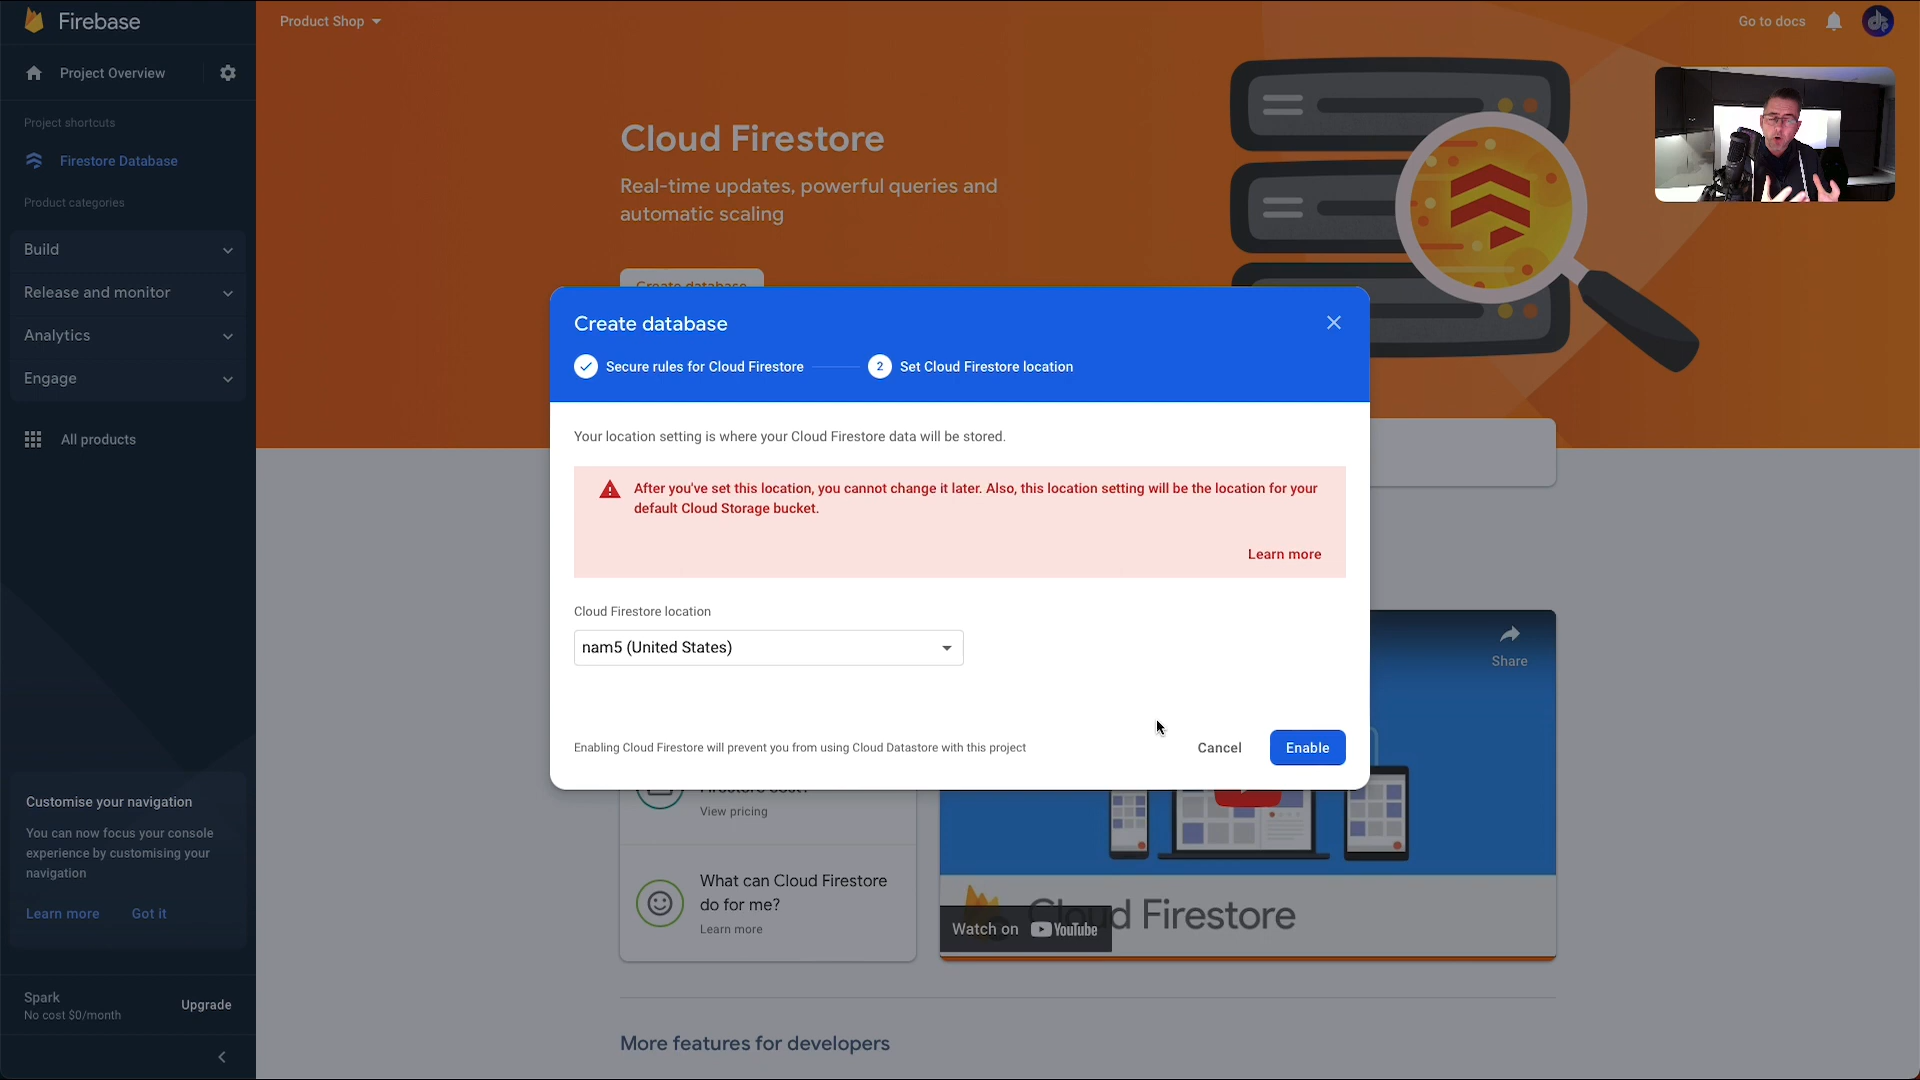 Firebase
Product Shop
Go to docs
Project Overview
Project shortcuts
Firestore Database
Product categories
Build
Release and monitor
Analytics
Engage
All products
Customise your navigation
You can now focus your console
experience by customising your
navigation
Learn more
Got it
Spark
No cost $0/month
Upgrade
Cloud Firestore
Real-time updates, powerful queries and
automatic scaling
Create database
Create database
Secure rules for Cloud Firestore
2
Set Cloud Firestore location
Your location setting is where your Cloud Firestore data will be stored.
After you've set this location, you cannot change it later. Also, this location setting will be the location for your
default Cloud Storage bucket.
Learn more
Cloud Firestore location
nam5 (United States)
Enabling Cloud Firestore will prevent you from using Cloud Datastore with this project
Cancel
Enable
Share
View pricing
What can Cloud Firestore
do for me?
Learn more
Watch on YouTube
Cloud Firestore
More features for developers